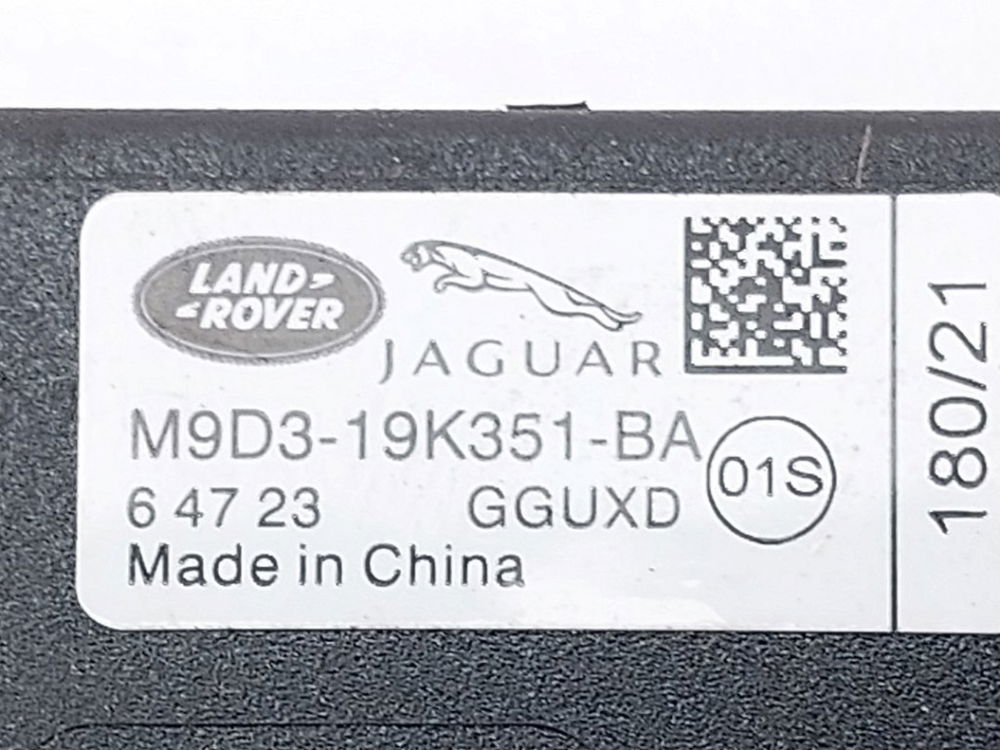 LAND
ROVER
JAGUAR
M9D3-19K351-BA
01S
6 47 23 GGUXD
Made in China
180/21